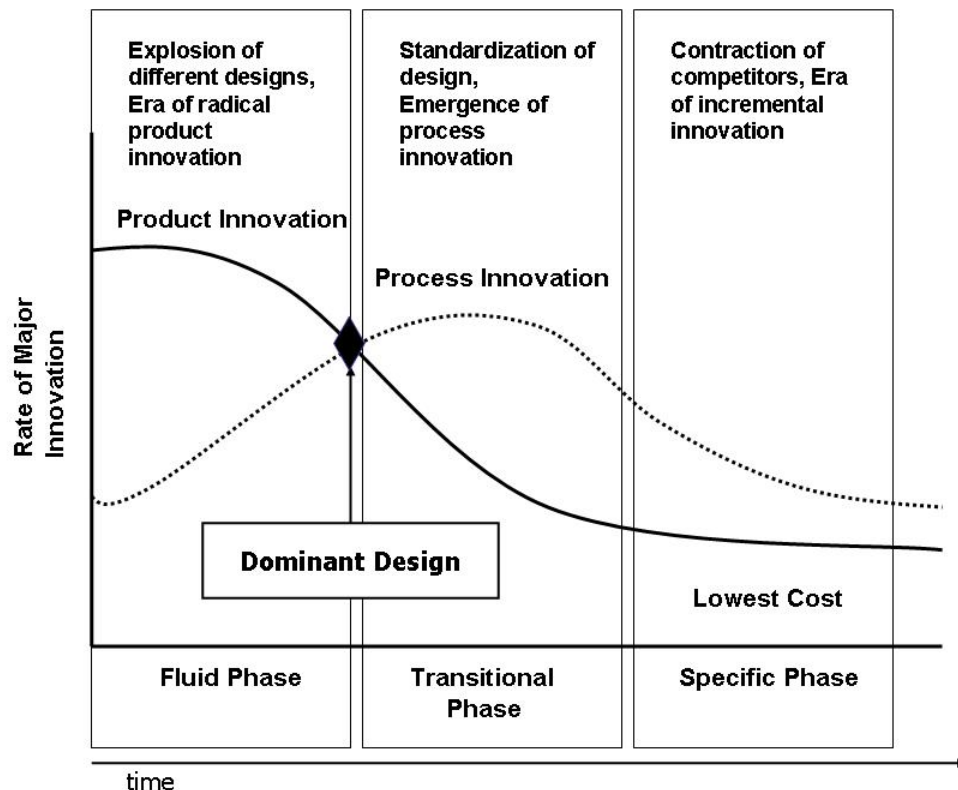 Explosion of
different designs,
Era of radical
product
innovation
Standardization of
design,
Emergence of
process
innovation
Contraction of
competitors, Era
of incremental
innovation
Product Innovation
Process Innovation
Rate of Major
Innovation
Dominant Design
Lowest Cost
Fluid Phase
Transitional
Phase
Specific Phase
time